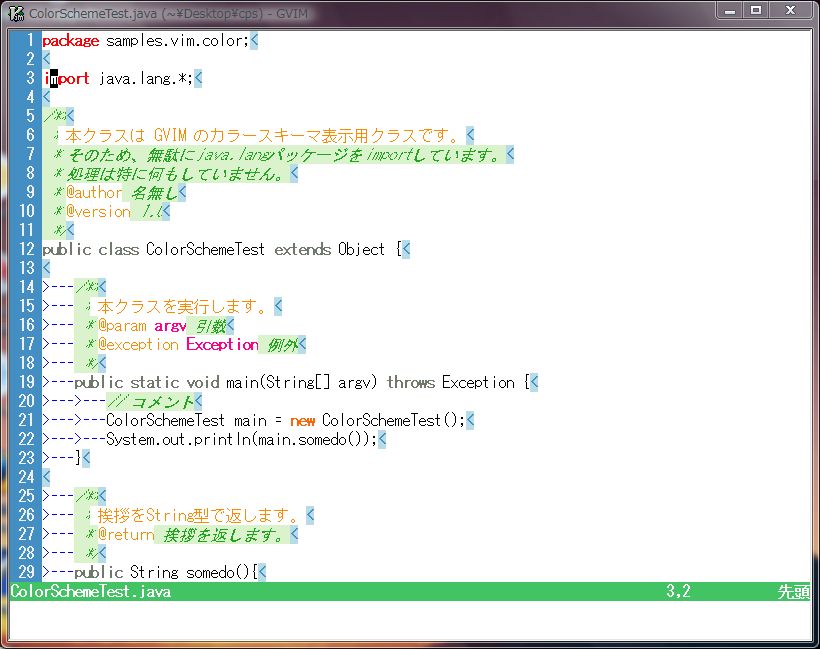 ColorSchemeTest.java (~¥Desktop¥cps) - GVIM
1 package samples.vim.color;<
2 <
3 import java.lang.*;<
4 <
5 /**<
6  * 本クラスは GVIM のカラースキーマ表示用クラスです。<
7  * そのため、無駄にjava.langパッケージをimportしています。<
8  * 処理は特に何もしていません。<
9  * @author 名無し<
10  * @version 1.0<
11  */<
12 public class ColorSchemeTest extends Object {<
13 <
14 >---/**<
15 >--- * 本クラスを実行します。<
16 >--- * @param argv 引数<
17 >--- * @exception Exception 例外<
18 >--- */<
19 >---public static void main(String[] argv) throws Exception {<
20 >--->---// コメント<
21 >--->---ColorSchemeTest main = new ColorSchemeTest();<
22 >--->---System.out.println(main.somedo());<
23 >---}<
24 <
25 >---/**<
26 >--- * 挨拶をString型で返します。<
27 >--- * @return 挨拶を返します。<
28 >--- */<
29 >---public String somedo(){<
ColorSchemeTest.java 3,2 先頭